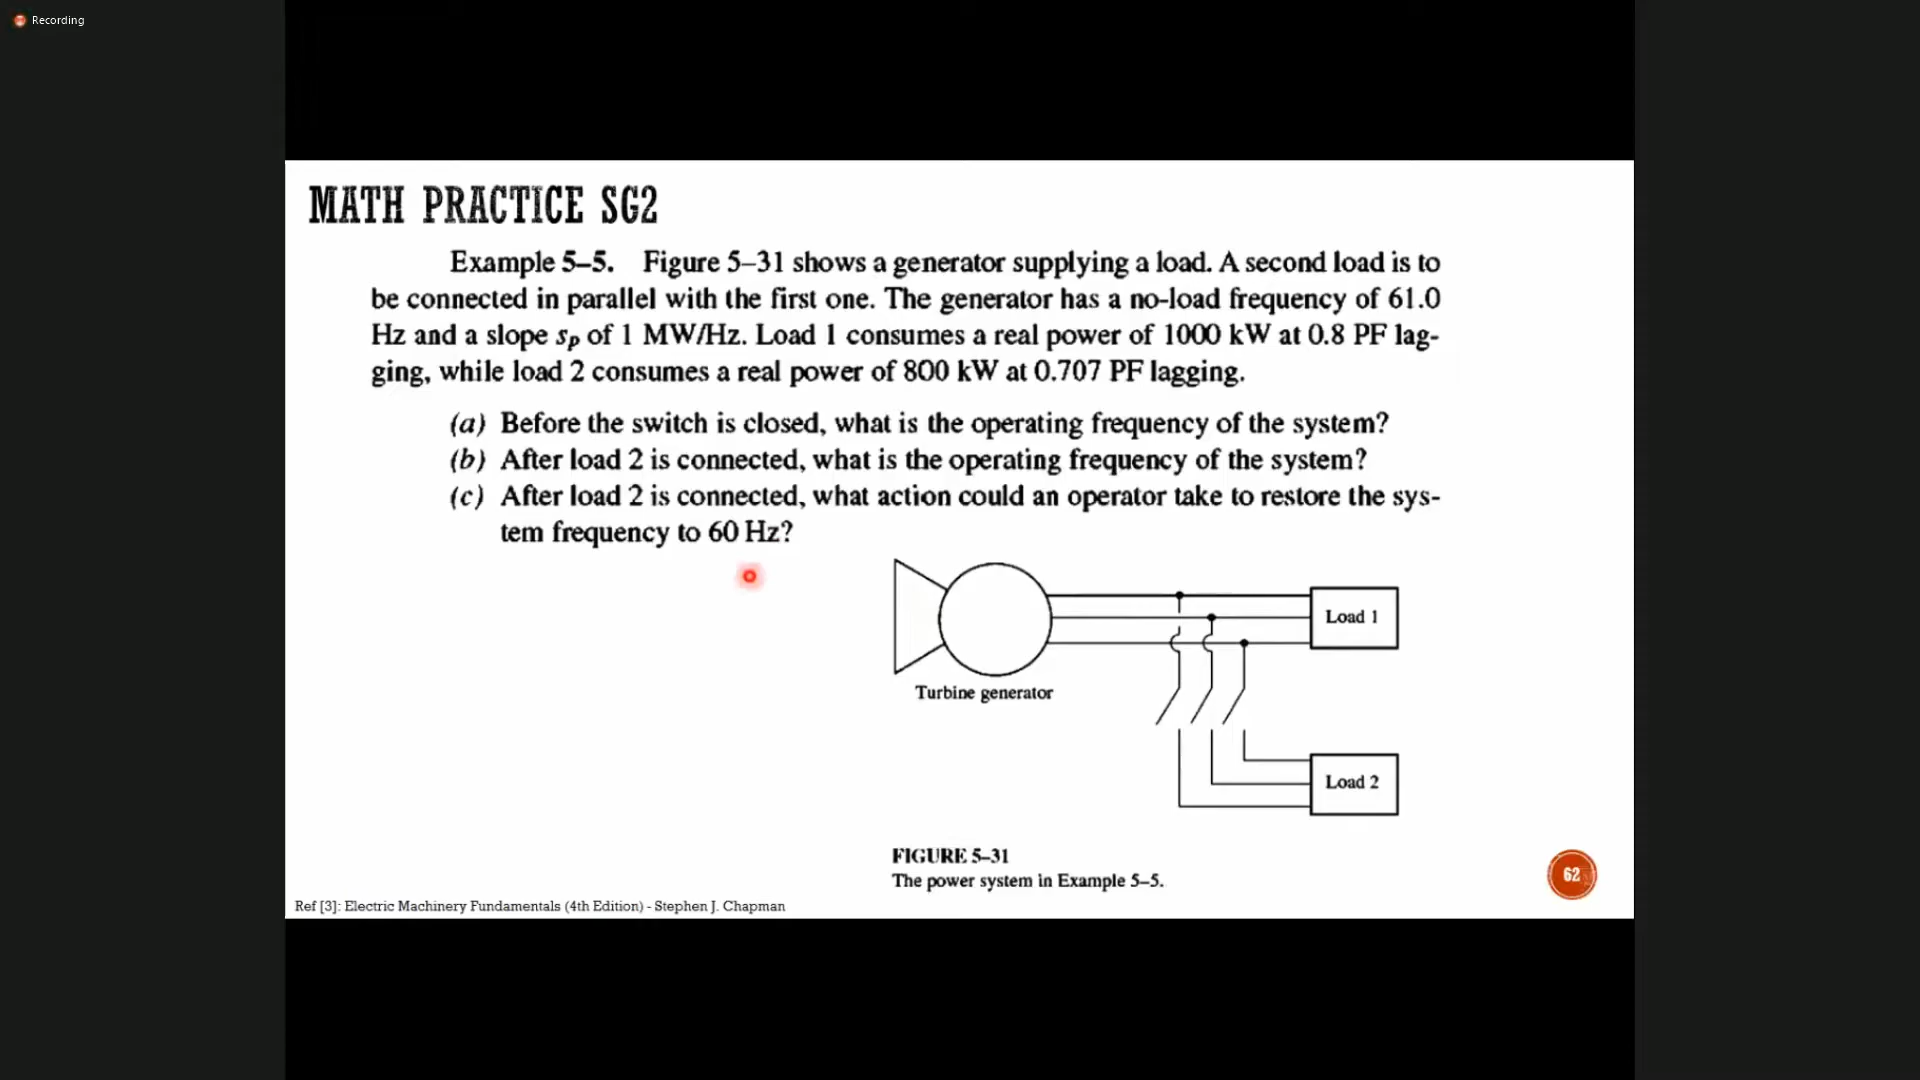 Recording
MATH PRACTICE SG2
Example 5–5. Figure 5–31 shows a generator supplying a load. A second load is to
be connected in parallel with the first one. The generator has a no-load frequency of 61.0
Hz and a slope sP of 1 MW/Hz. Load 1 consumes a real power of 1000 kW at 0.8 PF lag-
ging, while load 2 consumes a real power of 800 kW at 0.707 PF lagging.
(a) Before the switch is closed, what is the operating frequency of the system?
(b) After load 2 is connected, what is the operating frequency of the system?
(c) After load 2 is connected, what action could an operator take to restore the sys-
tem frequency to 60 Hz?
Load 1
Turbine generator
Load 2
FIGURE 5–31
The power system in Example 5–5.
62
Ref [3]: Electric Machinery Fundamentals (4th Edition) - Stephen J. Chapman